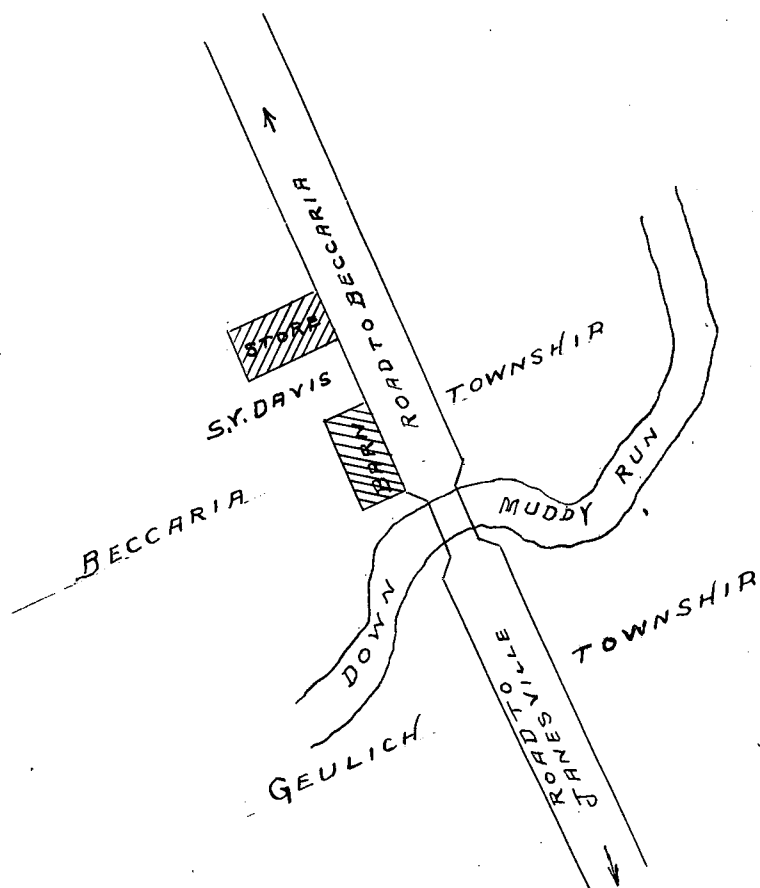 ROAD TO BECCARIA
STORE
TOWNSHIP
S.Y. DAVIS
BARN
BECCARIA
MUDDY RUN
DOWN
TOWNSHIP
ROAD TO
JANESVILLE
GEULICH